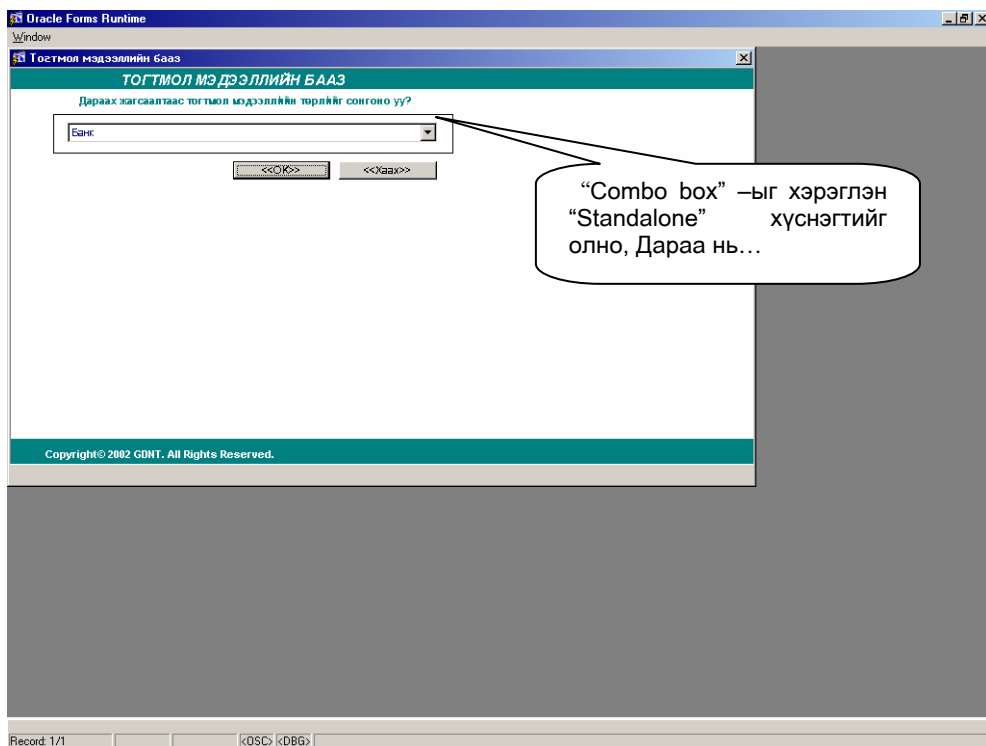 Oracle Forms Runtime
Window
Тогтмол мэдээллийн бааз
ТОГТМОЛ МЭДЭЭЛЛИЙН БААЗ
Дараах жагсаалтаас тогтмол мэдээллийн төрлийг сонгоно уу?
Банк
<<OK>> <<Хаах>>
“Combo box” –ыг хэрэглэн
“Standalone” хүснэгтийг
олно, Дараа нь…
Copyright© 2002 GDNT. All Rights Reserved.
Record: 1/1 <OSC> <DBG>